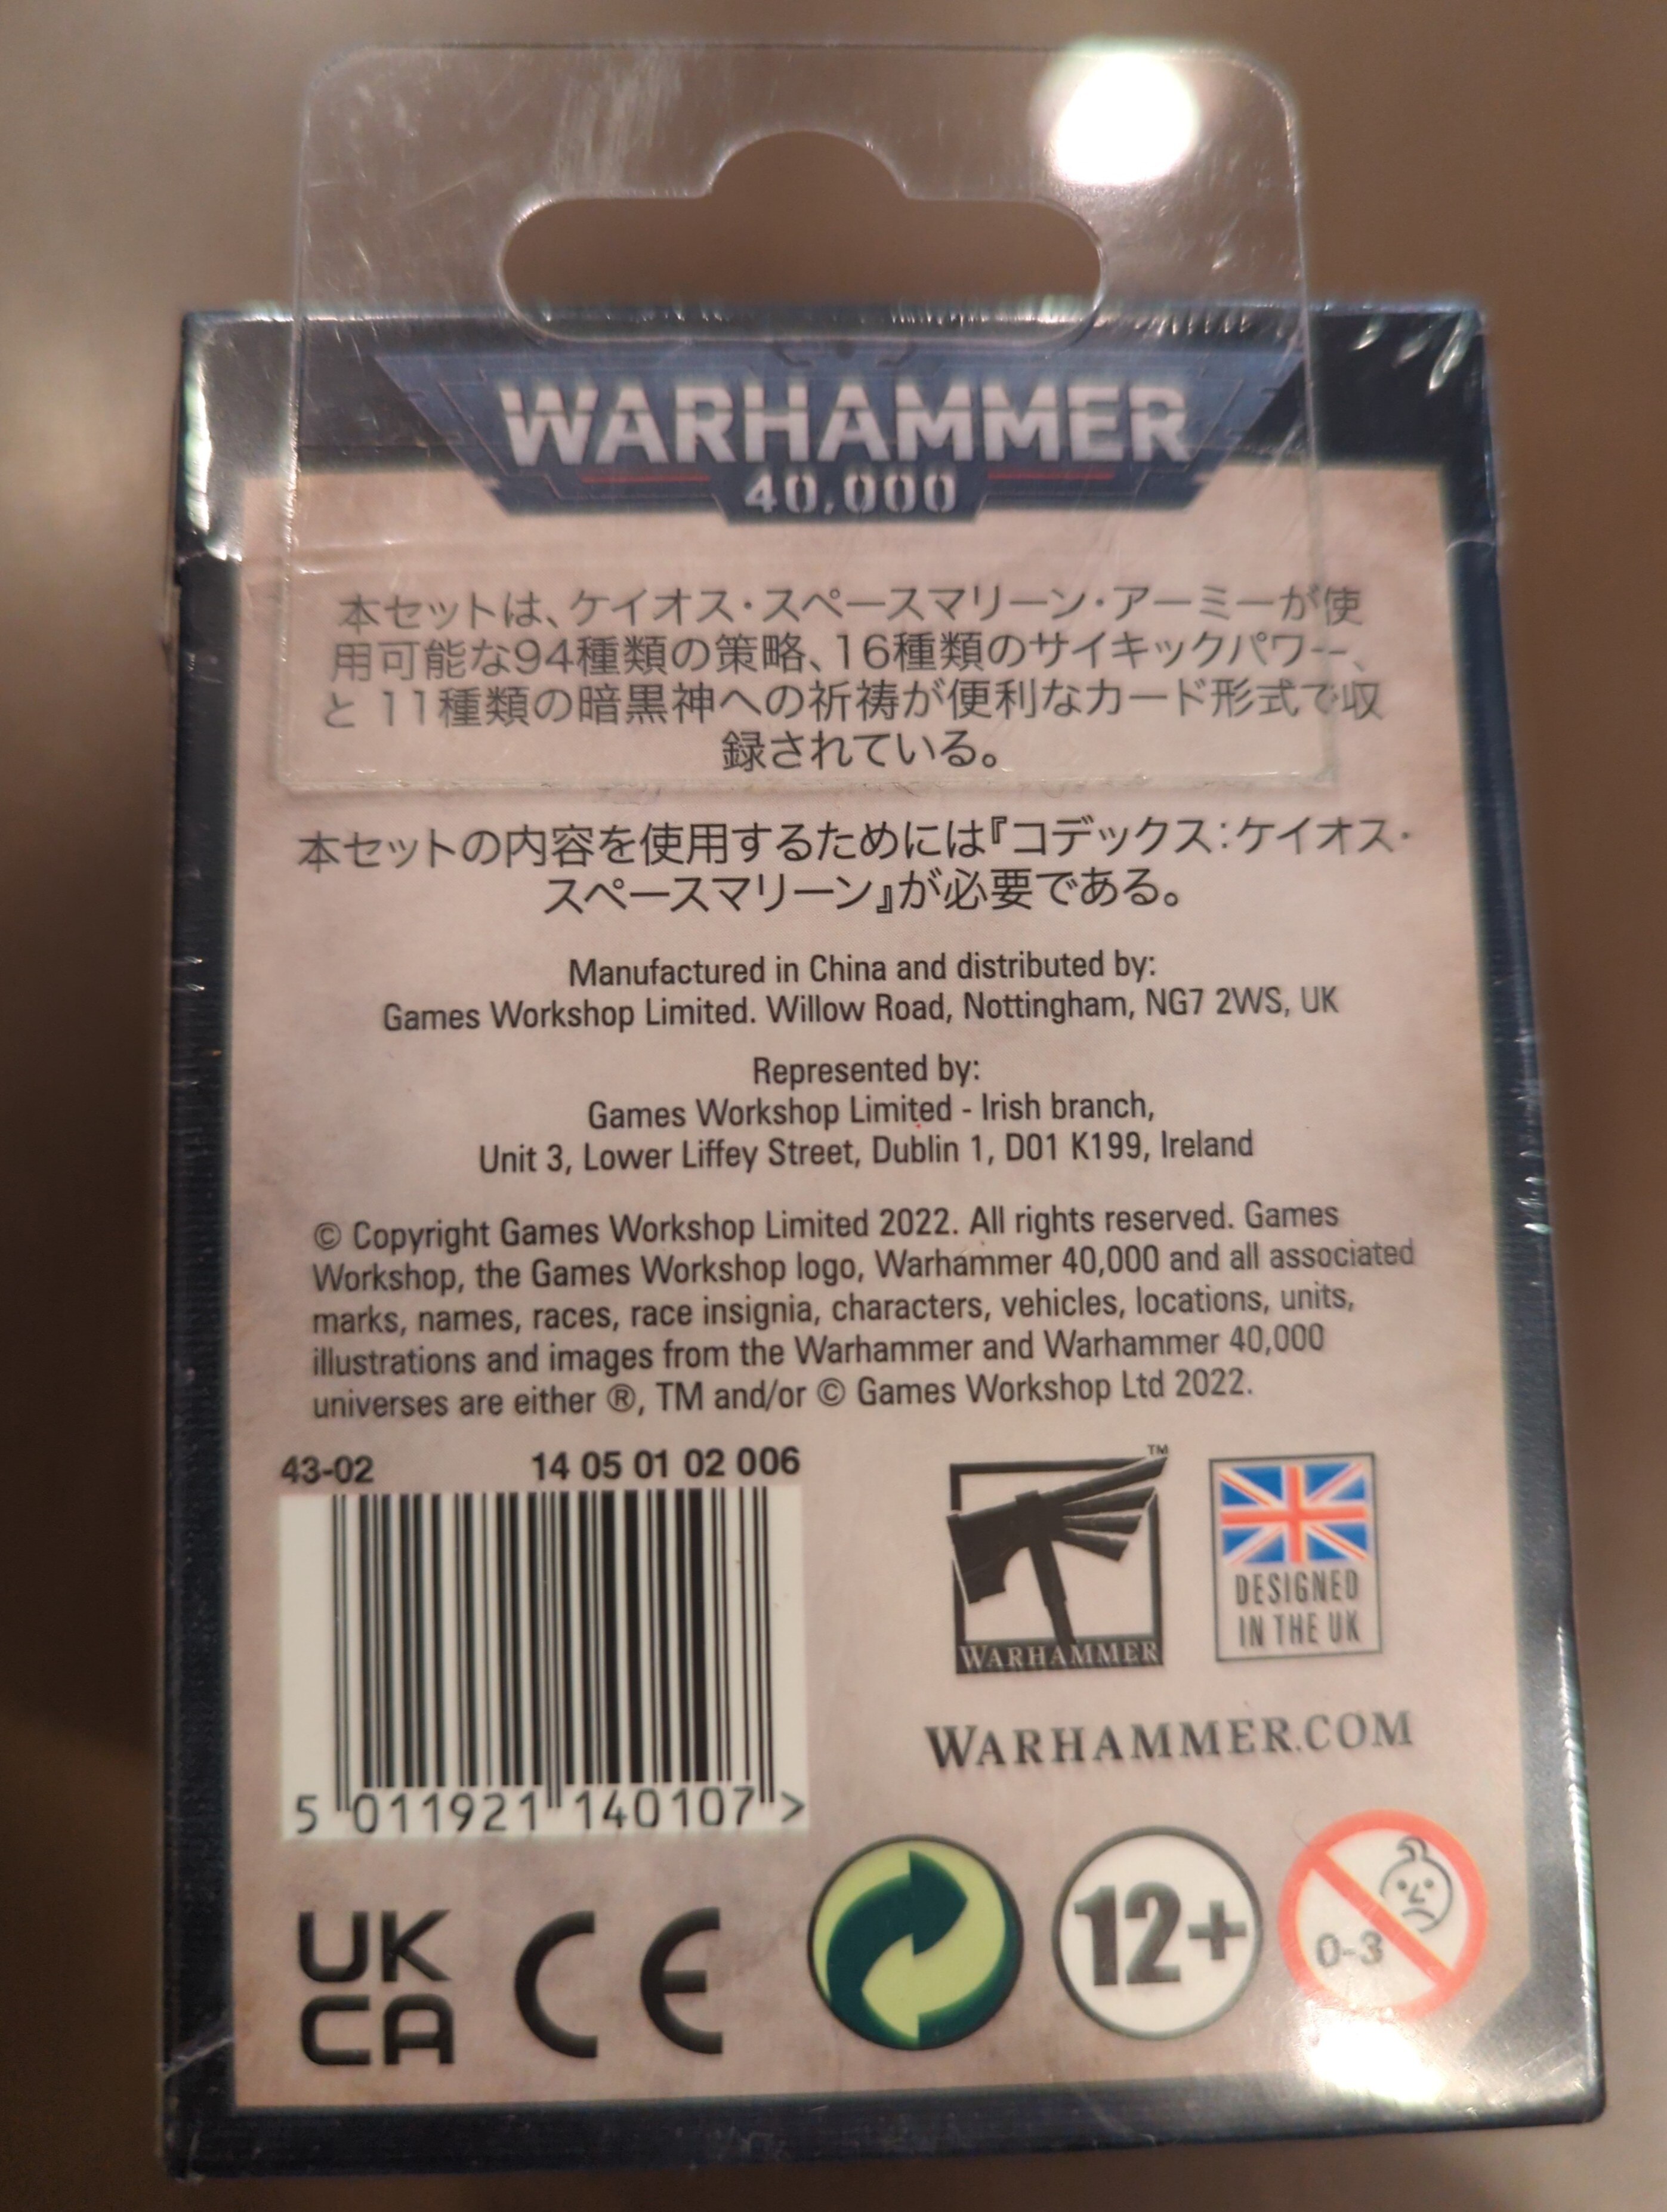 WARHAMMER
40,000
本セットは、ケイオス・スペースマリーン・アーミーが使
用可能な94種類の策略、16種類のサイキックパワー、
と 11種類の暗黒神への祈祷が便利なカード形式で収
録されている。
本セットの内容を使用するためには『コデックス：ケイオス・
スペースマリーン』が必要である。
Manufactured in China and distributed by:
Games Workshop Limited. Willow Road, Nottingham, NG7 2WS, UK
Represented by:
Games Workshop Limited - Irish branch,
Unit 3, Lower Liffey Street, Dublin 1, D01 K199, Ireland
© Copyright Games Workshop Limited 2022. All rights reserved. Games
Workshop, the Games Workshop logo, Warhammer 40,000 and all associated
marks, names, races, race insignia, characters, vehicles, locations, units,
illustrations and images from the Warhammer and Warhammer 40,000
universes are either ®, TM and/or © Games Workshop Ltd 2022.
43-02 14 05 01 02 006
5 011921 140107 >
TM
WARHAMMER
DESIGNED
IN THE UK
WARHAMMER.COM
UK
CA
CE
12+
0-3